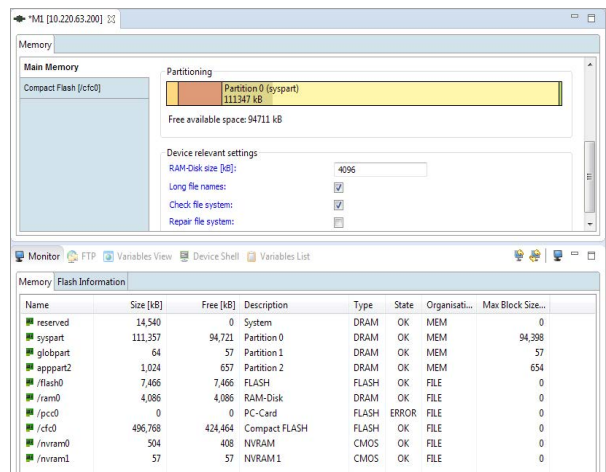 *M1 [10.220.63.200]
Memory
Main Memory
Compact Flash [/cfc0]
Partitioning
Partition 0 (syspart)
111347 kB
Free available space: 94711 kB
Device relevant settings
RAM-Disk size [kB]: 4096
Long file names:
Check file system:
Repair file system:
Monitor FTP Variables View Device Shell Variables List
Memory Flash Information
Name Size [kB] Free [kB] Description Type State Organisati... Max Block Size...
reserved 14,540 0 System DRAM OK MEM 0
syspart 111,357 94,721 Partition 0 DRAM OK MEM 94,398
globpart 64 57 Partition 1 DRAM OK MEM 57
apppart2 1,024 657 Partition 2 DRAM OK MEM 654
/flash0 7,466 7,466 FLASH FLASH OK FILE 0
/ram0 4,086 4,086 RAM-Disk DRAM OK FILE 0
/pcc0 0 0 PC-Card FLASH ERROR FILE 0
/cfc0 496,768 424,464 Compact FLASH FLASH OK FILE 0
/nvram0 504 408 NVRAM CMOS OK FILE 0
/nvram1 57 57 NVRAM1 CMOS OK FILE 0